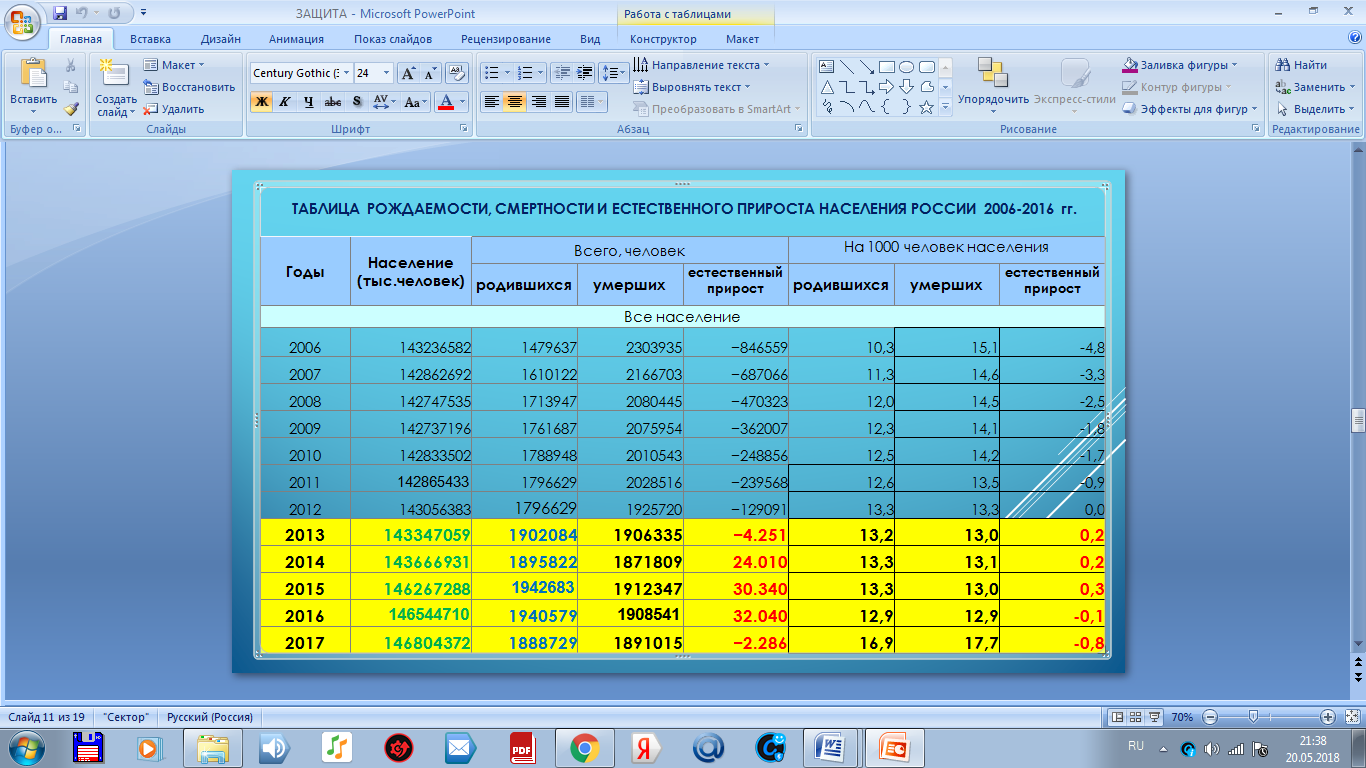 ЗАЩИТА - Microsoft PowerPoint
Работа с таблицами
Главная Вставка Дизайн Анимация Показ слайдов Рецензирование Вид Конструктор Макет
Вставить
Буфер о...
Создать слайд
Макет
Восстановить
Удалить
Слайды
Century Gothic (З 24
Ж К Ч abc S AV Aa А
Шрифт
Направление текста
Выровнять текст
Преобразовать в SmartArt
Абзац
Упорядочить
Экспресс-стили
Заливка фигуры
Контур фигуры
Эффекты для фигур
Рисование
Найти
Заменить
Выделить
Редактирование
ТАБЛИЦА РОЖДАЕМОСТИ, СМЕРТНОСТИ И ЕСТЕСТВЕННОГО ПРИРОСТА НАСЕЛЕНИЯ РОССИИ 2006-2016 гг.
Годы Население (тыс.человек) Всего, человек На 1000 человек населения
родившихся умерших естественный прирост родившихся умерших естественный прирост
Все население
2006 143236582 1479637 2303935 −846559 10,3 15,1 -4,8
2007 142862692 1610122 2166703 −687066 11,3 14,6 -3,3
2008 142747535 1713947 2080445 −470323 12,0 14,5 -2,5
2009 142737196 1761687 2075954 −362007 12,3 14,1 -1,8
2010 142833502 1788948 2010543 −248856 12,5 14,2 -1,7
2011 142865433 1796629 2028516 −239568 12,6 13,5 -0,9
2012 143056383 1796629 1925720 −129091 13,3 13,3 0,0
2013 143347059 1902084 1906335 −4.251 13,2 13,0 0,2
2014 143666931 1895822 1871809 24.010 13,3 13,1 0,2
2015 146267288 1942683 1912347 30.340 13,3 13,0 0,3
2016 146544710 1940579 1908541 32.040 12,9 12,9 -0,1
2017 146804372 1888729 1891015 −2.286 16,9 17,7 -0,8
Слайд 11 из 19 "Сектор" Русский (Россия) 70%
PDF
Я
RU
21:38
20.05.2018